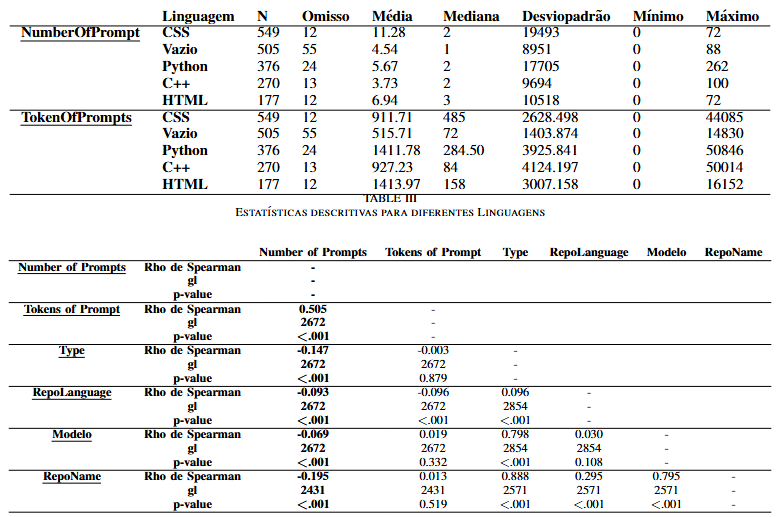 Linguagem N Omisso Média Mediana Desviopadrão Mínimo Máximo
NumberOfPrompt CSS 549 12 11.28 2 19493 0 72
Vazio 505 55 4.54 1 8951 0 88
Python 376 24 5.67 2 17705 0 262
C++ 270 13 3.73 2 9694 0 100
HTML 177 12 6.94 3 10518 0 72
TokenOfPrompts CSS 549 12 911.71 485 2628.498 0 44085
Vazio 505 55 515.71 72 1403.874 0 14830
Python 376 24 1411.78 284.50 3925.841 0 50846
C++ 270 13 927.23 84 4124.197 0 50014
HTML 177 12 1413.97 158 3007.158 0 16152
TABLE III
Estatísticas descritivas para diferentes Linguagens
Number of Prompts Tokens of Prompt Type RepoLanguage Modelo RepoName
Number of Prompts Rho de Spearman -
gl -
p-value -
Tokens of Prompt Rho de Spearman 0.505 -
gl 2672 -
p-value <.001 -
Type Rho de Spearman -0.147 -0.003 -
gl 2672 2672 -
p-value <.001 0.879 -
RepoLanguage Rho de Spearman -0.093 -0.096 0.096 -
gl 2672 2672 2854 -
p-value <.001 <.001 <.001 -
Modelo Rho de Spearman -0.069 0.019 0.798 0.030 -
gl 2672 2672 2854 2854 -
p-value <.001 0.332 <.001 0.108 -
RepoName Rho de Spearman -0.195 0.013 0.888 0.295 0.795 -
gl 2431 2431 2571 2571 2571 -
p-value <.001 0.519 <.001 <.001 <.001 -